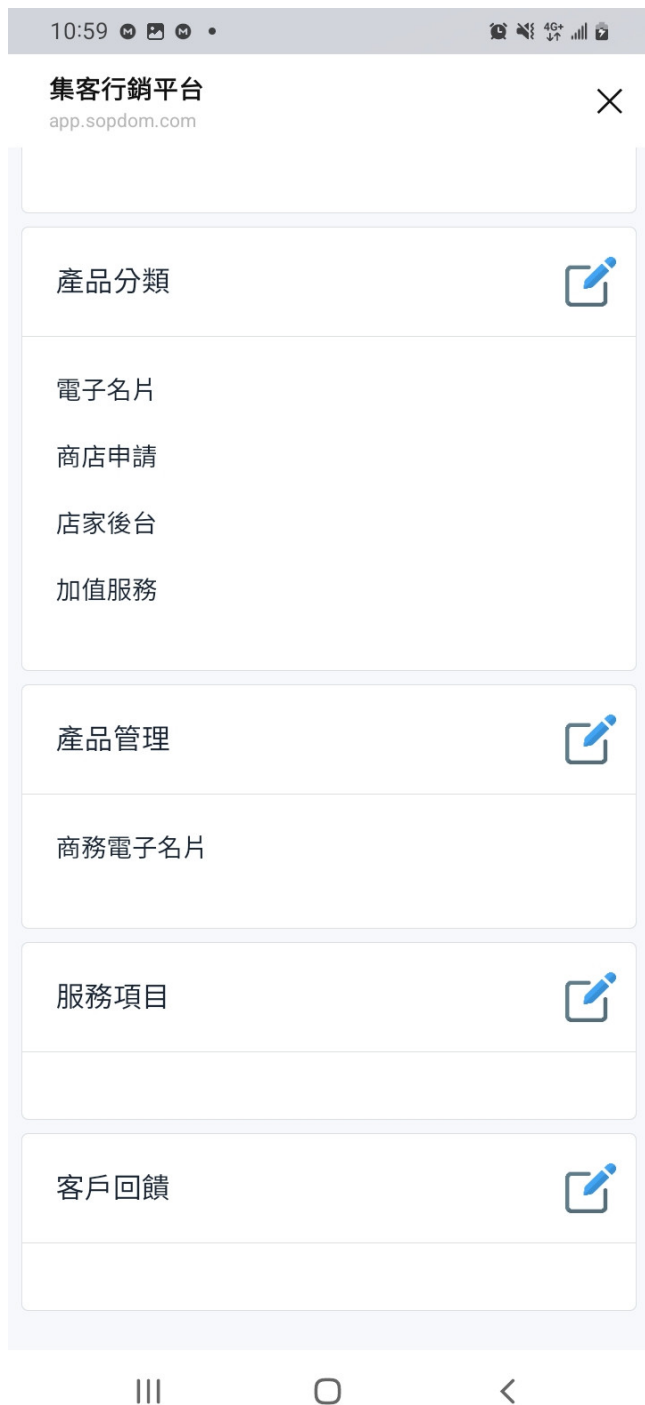 10:59
4G+
集客行銷平台
app.sopdom.com
產品分類
電子名片
商店申請
店家後台
加值服務
產品管理
商務電子名片
服務項目
客戶回饋